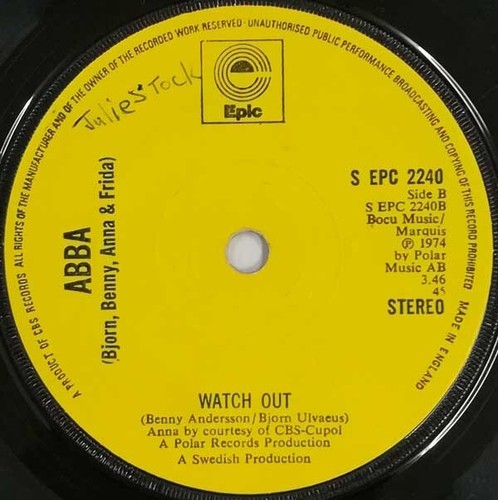 ALL RIGHTS OF THE MANUFACTURER AND OF THE OWNER OF THE RECORDED WORK RESERVED · UNAUTHORISED PUBLIC PERFORMANCE BROADCASTING AND COPYING OF THIS RECORD PROHIBITED
A PRODUCT OF CBS RECORDS
MADE IN ENGLAND
Epic
Julie Stock
ABBA
(Bjorn, Benny, Anna & Frida)
S EPC 2240
Side B
S EPC 2240B
Bocu Music/
Marquis
℗ 1974
by Polar
Music AB
3.46
45
STEREO
WATCH OUT
(Benny Andersson/Bjorn Ulvaeus)
Anna by courtesy of CBS-Cupol
A Polar Records Production
A Swedish Production